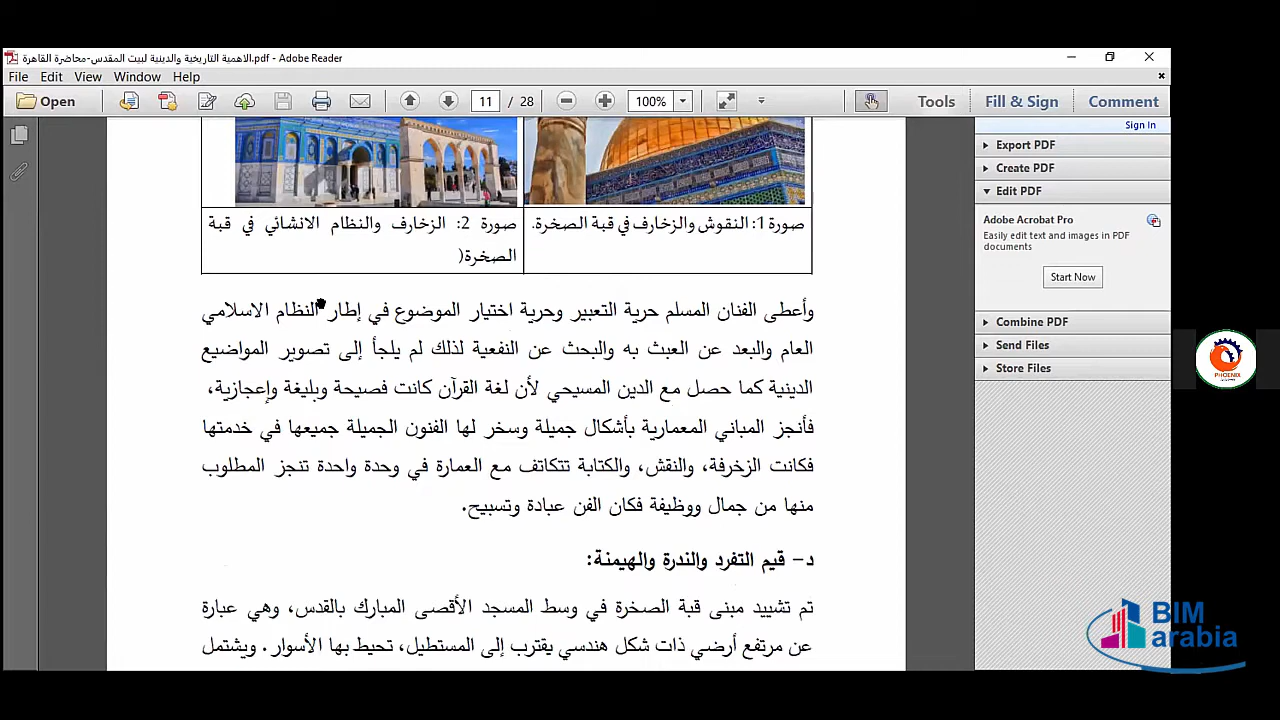 الاهمية التاريخية والدينية لبيت المقدس-محاضرة القاهرة.pdf - Adobe Reader
File Edit View Window Help
Open 11 / 28 100% Tools Fill & Sign Comment
Sign In
Export PDF
Create PDF
Edit PDF
Adobe Acrobat Pro
Easily edit text and images in PDF
documents
Start Now
Combine PDF
Send Files
Store Files
صورة 1: النقوش والزخارف في قبة الصخرة.
صورة 2: الزخارف والنظام الانشائي في قبة
الصخرة(
وأعطى الفنان المسلم حرية التعبير وحرية اختيار الموضوع في إطار النظام الاسلامي
العام والبعد عن العبث به والبحث عن النفعية لذلك لم يلجأ إلى تصوير المواضيع
الدينية كما حصل مع الدين المسيحي لأن لغة القرآن كانت فصيحة وبليغة وإعجازية،
فأنجز المباني المعمارية بأشكال جميلة وسخر لها الفنون الجميلة جميعها في خدمتها
فكانت الزخرفة، والنقش، والكتابة تتكاتف مع العمارة في وحدة واحدة تنجز المطلوب
منها من جمال ووظيفة فكان الفن عبادة وتسبيح.
د- قيم التفرد والندرة والهيمنة:
تم تشييد مبنى قبة الصخرة في وسط المسجد الأقصى المبارك بالقدس، وهي عبارة
عن مرتفع أرضي ذات شكل هندسي يقترب إلى المستطيل، تحيط بها الأسوار. ويشتمل
PHOENIX
BIM
arabia